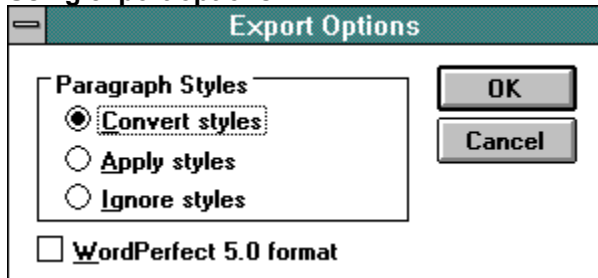 Export Options
Paragraph Styles
Convert styles
Apply styles
Ignore styles
OK
Cancel
WordPerfect 5.0 format